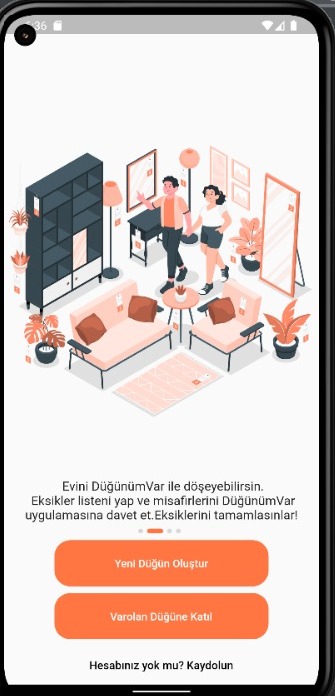 5:36
Evini DüğünümVar ile döşeyebilirsin.
Eksikler listeni yap ve misafirlerini DüğünümVar
uygulamasına davet et.Eksiklerini tamamlasınlar!
Yeni Düğün Oluştur
Varolan Düğüne Katıl
Hesabınız yok mu? Kaydolun